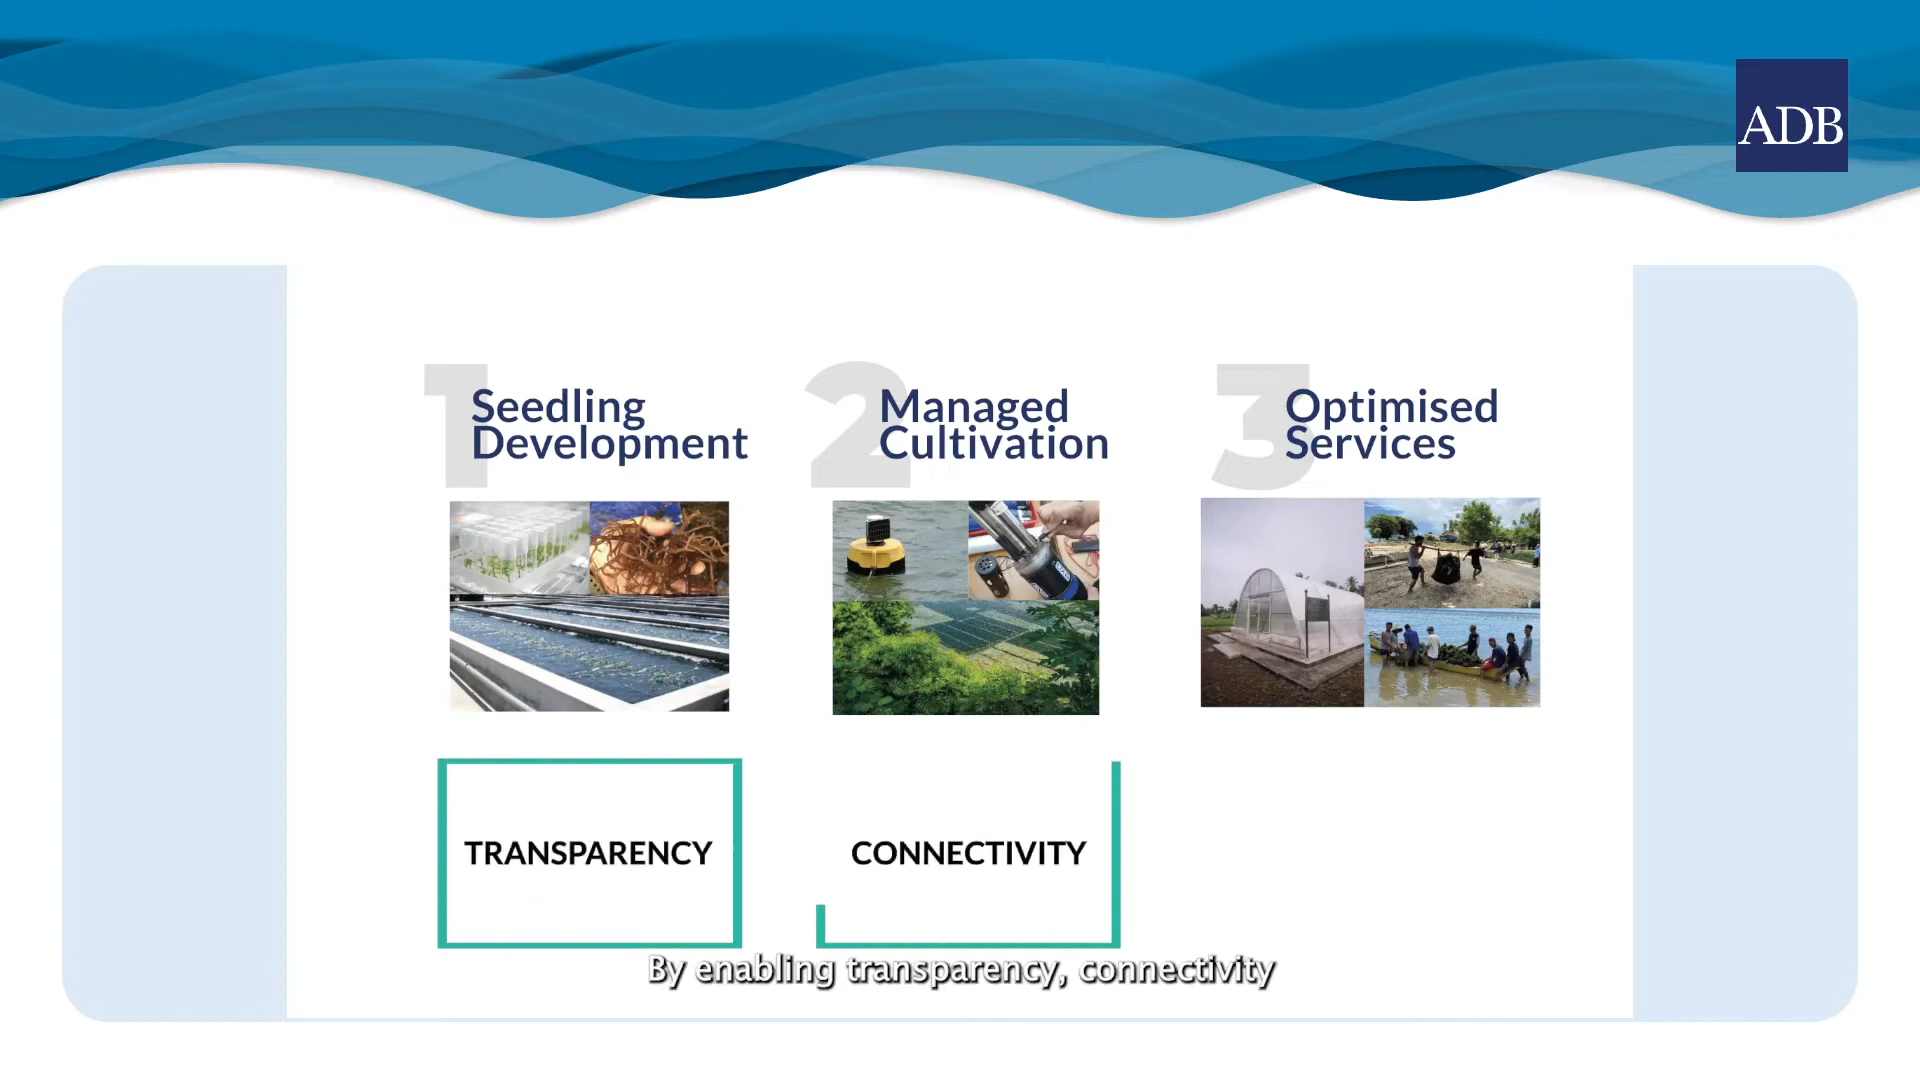 ADB
1
Seedling
Development
2
Managed
Cultivation
3
Optimised
Services
TRANSPARENCY
CONNECTIVITY
By enabling transparency, connectivity